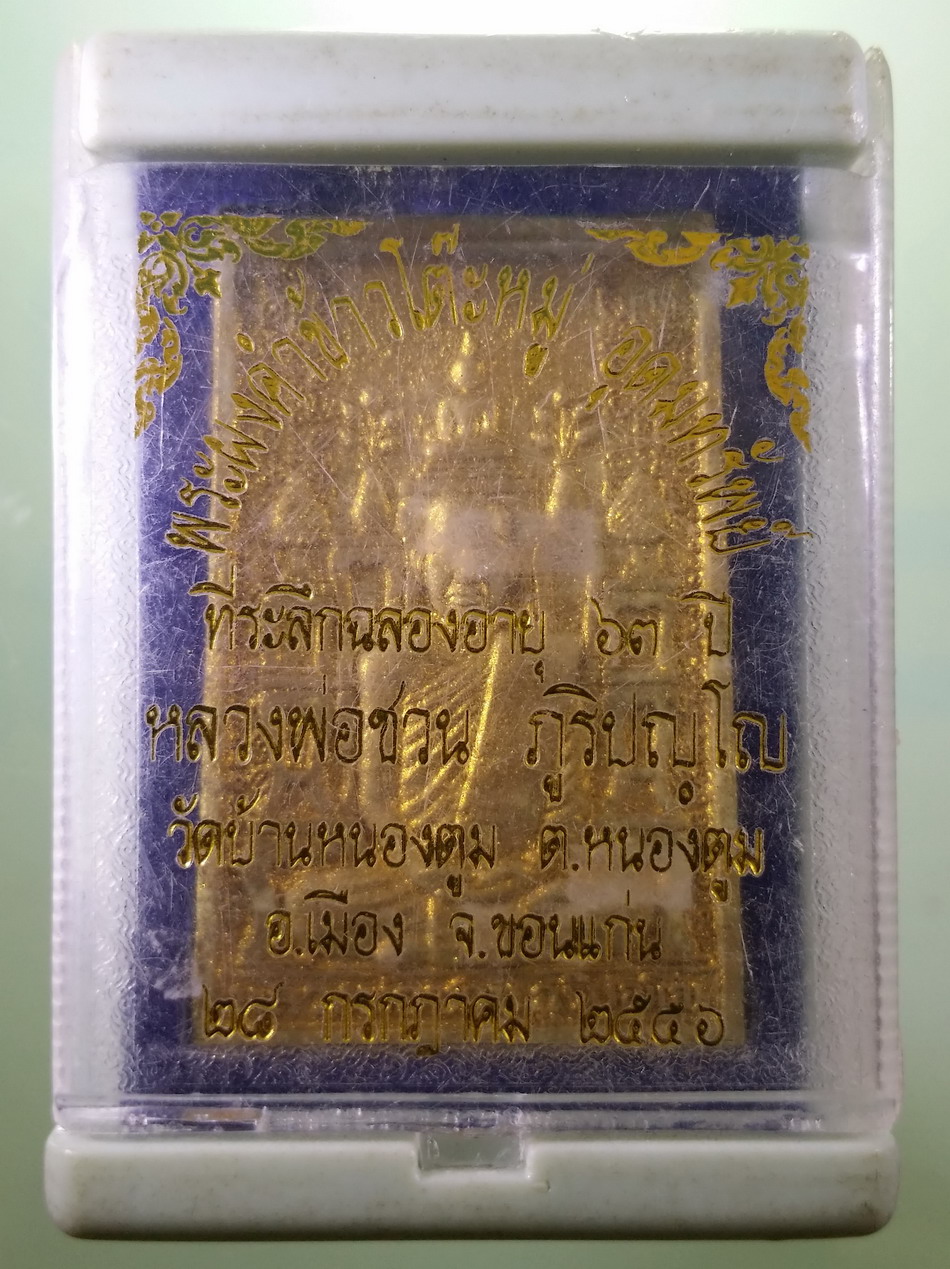 พระผงคำข้าวโต๊ะหมู่ อุดมทรัพย์
ที่ระลึกฉลองอายุ ๖๓ ปี
หลวงพ่อชวน ภูริปญฺโญ
วัดบ้านหนองตูม ต.หนองตูม
อ.เมือง จ.ขอนแก่น
๒๘ กรกฎาคม ๒๕๕๖